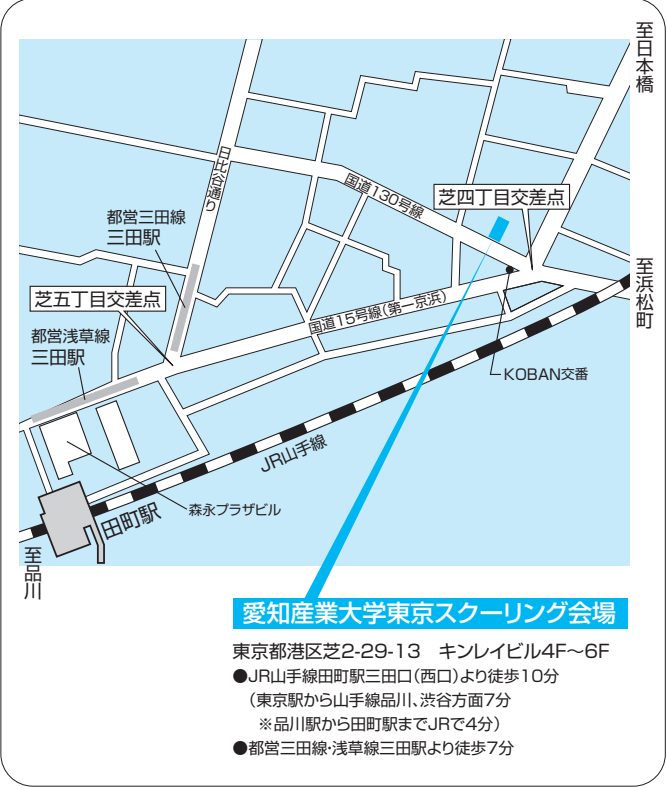 至日本橋
日比谷通り
国道130号線
芝四丁目交差点
都営三田線
三田駅
至浜松町
芝五丁目交差点
国道15号線(第一京浜)
都営浅草線
三田駅
KOBAN交番
JR山手線
森永プラザビル
田町駅
至品川
愛知産業大学東京スクーリング会場
東京都港区芝2-29-13　キンレイビル4F〜6F
●JR山手線田町駅三田口(西口)より徒歩10分
(東京駅から山手線品川、渋谷方面7分
※品川駅から田町駅までJRで4分)
●都営三田線・浅草線三田駅より徒歩7分